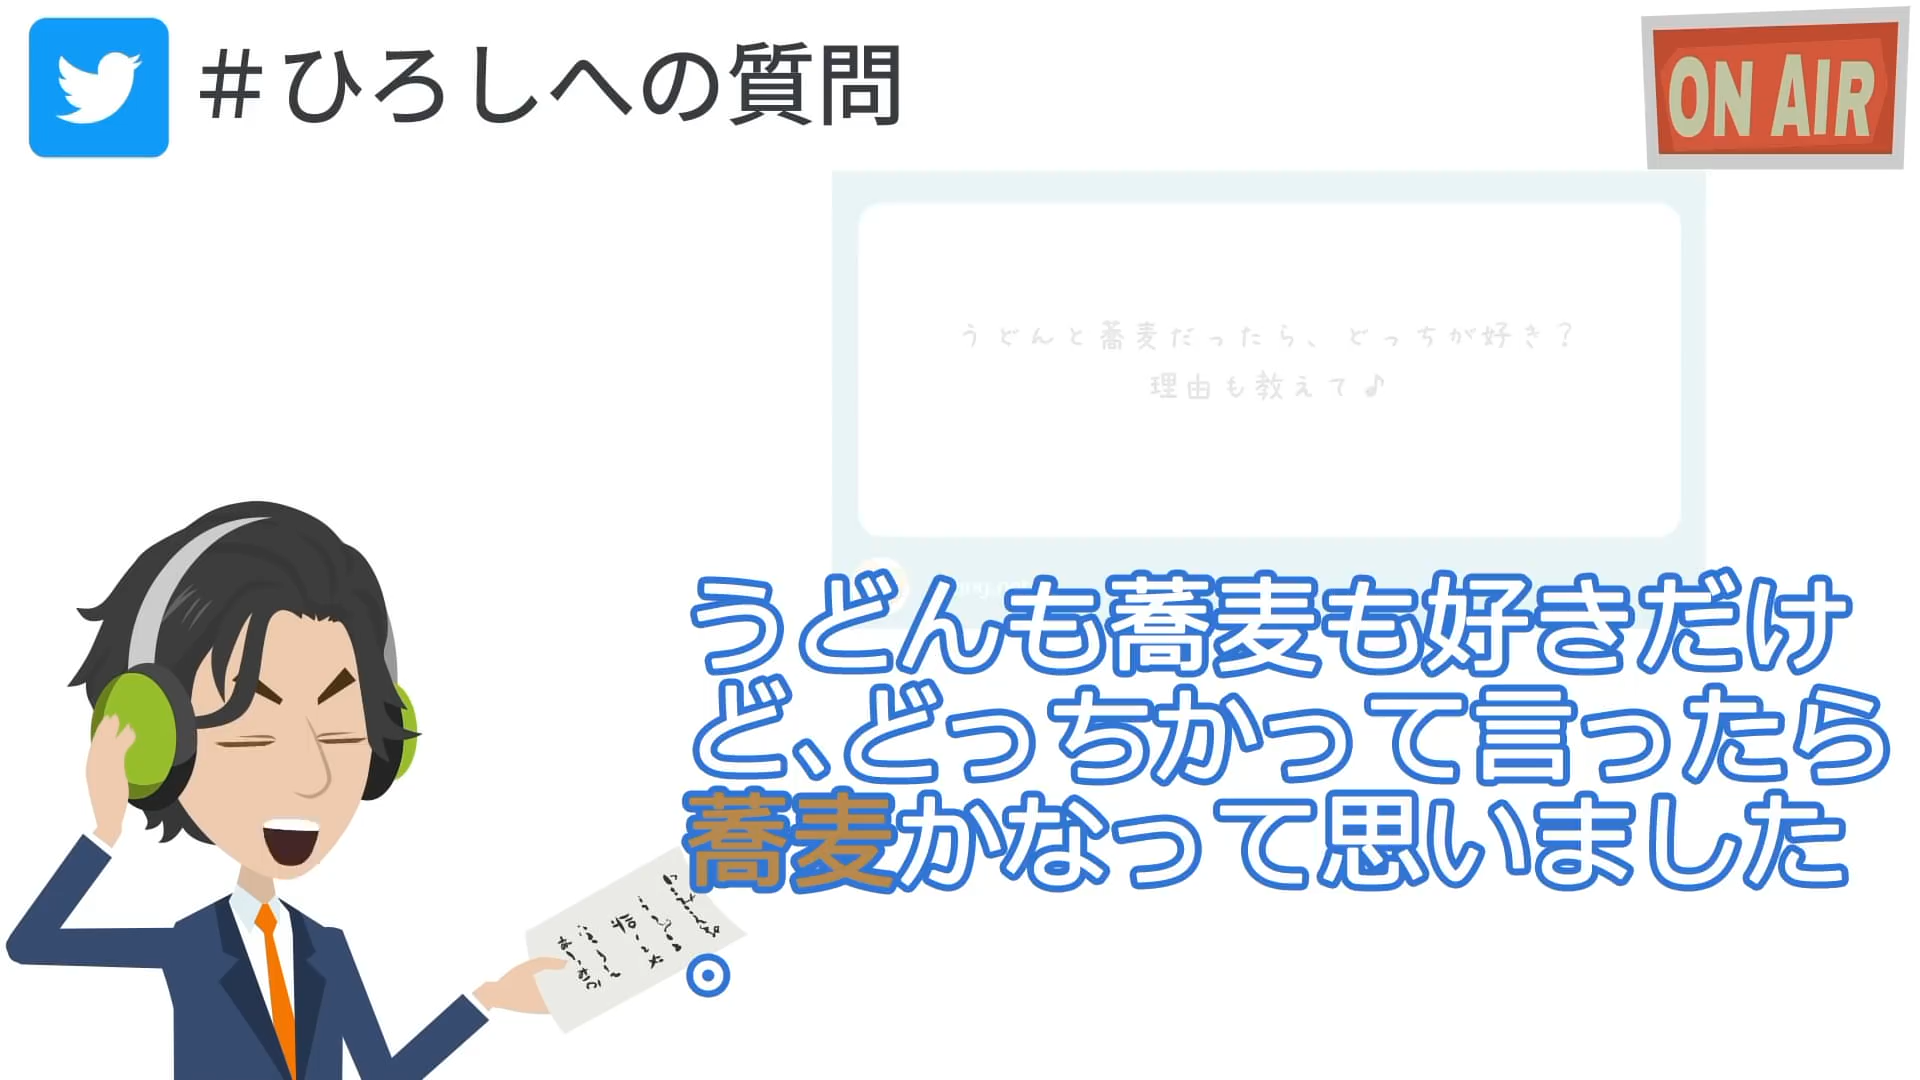 #ひろしへの質問
ON AIR
うどんと蕎麦だったら、どっちが好き?
理由も教えて♪
うどんも蕎麦も好きだけ
ど、どっちかって言ったら
蕎麦かなって思いました
。